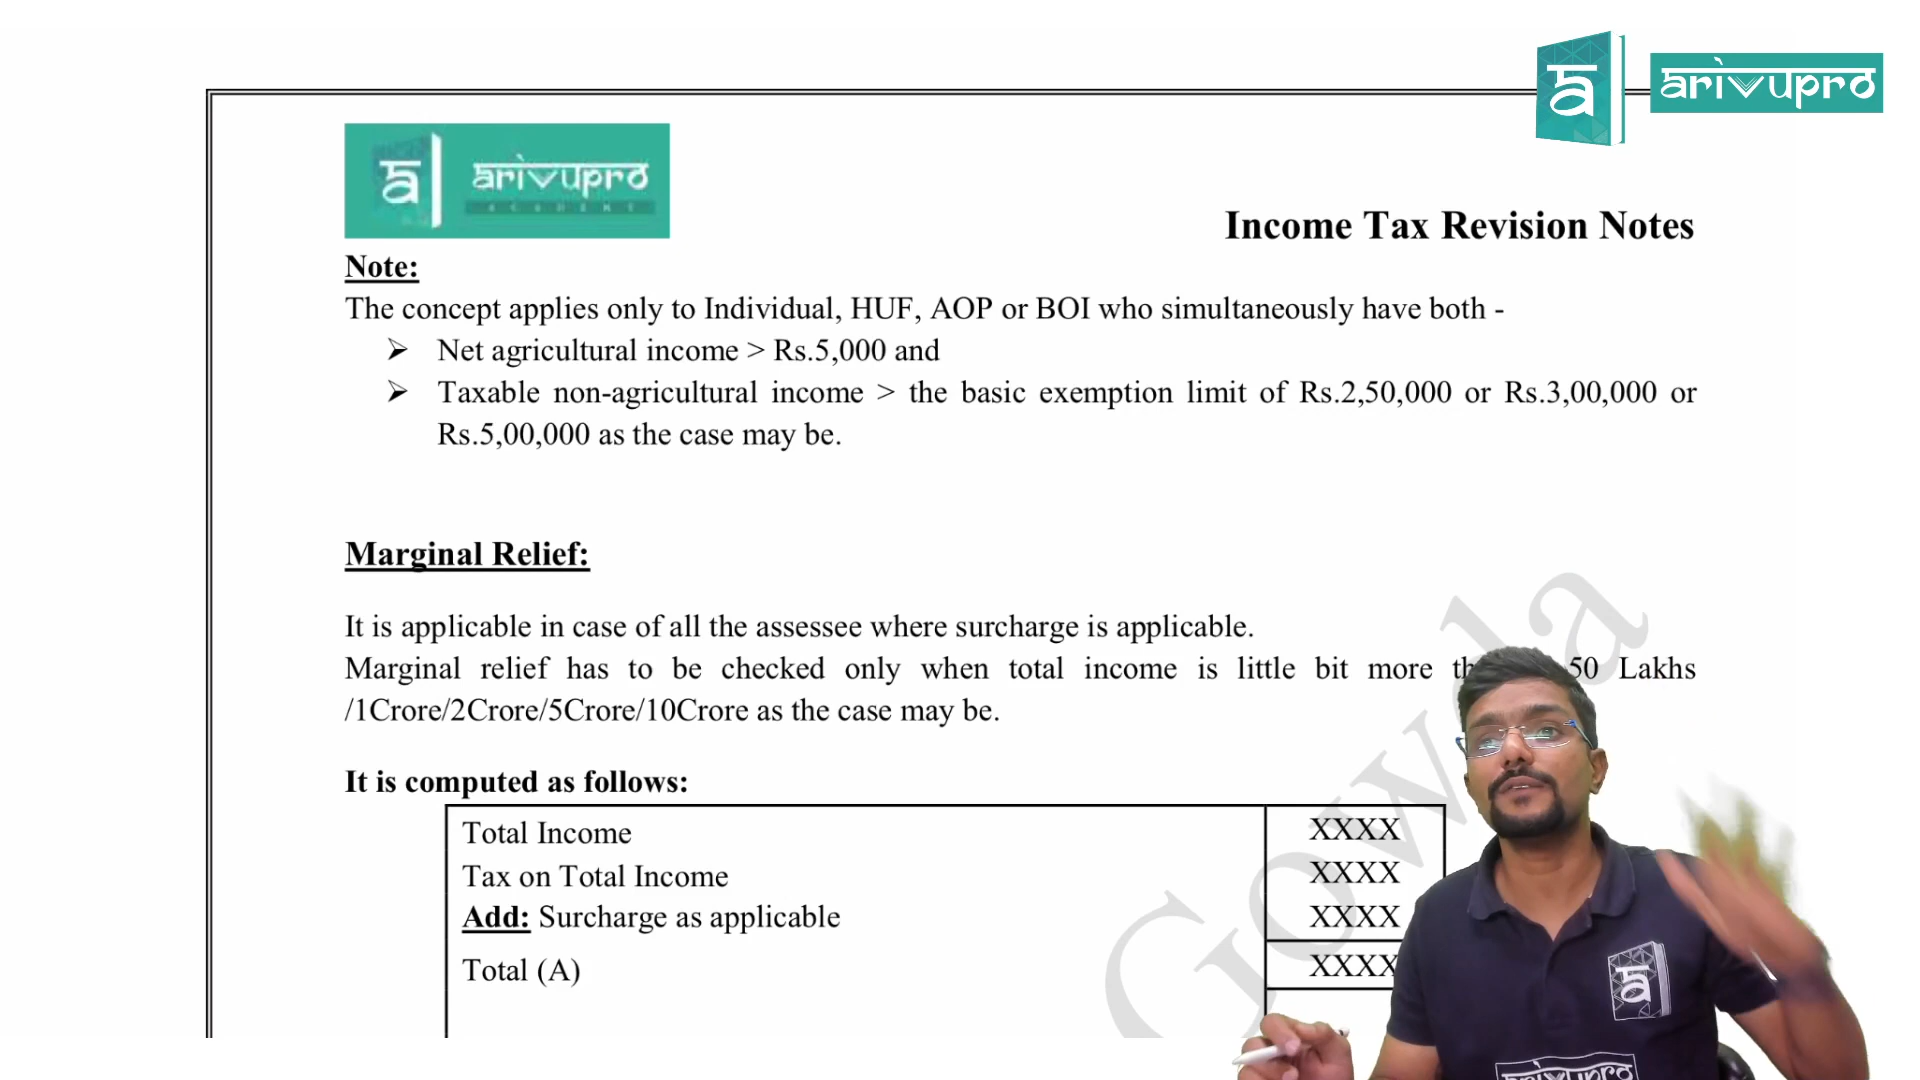 arivupro
arivupro
ACADEMY
Income Tax Revision Notes
Note:
The concept applies only to Individual, HUF, AOP or BOI who simultaneously have both -
➢ Net agricultural income > Rs.5,000 and
➢ Taxable non-agricultural income > the basic exemption limit of Rs.2,50,000 or Rs.3,00,000 or
Rs.5,00,000 as the case may be.
Marginal Relief:
It is applicable in case of all the assessee where surcharge is applicable.
Marginal relief has to be checked only when total income is little bit more 50 Lakhs
/1Crore/2Crore/5Crore/10Crore as the case may be.
It is computed as follows:
Total Income XXXX
Tax on Total Income XXXX
Add: Surcharge as applicable XXXX
Total (A) XXXX
Gowda
arivupro